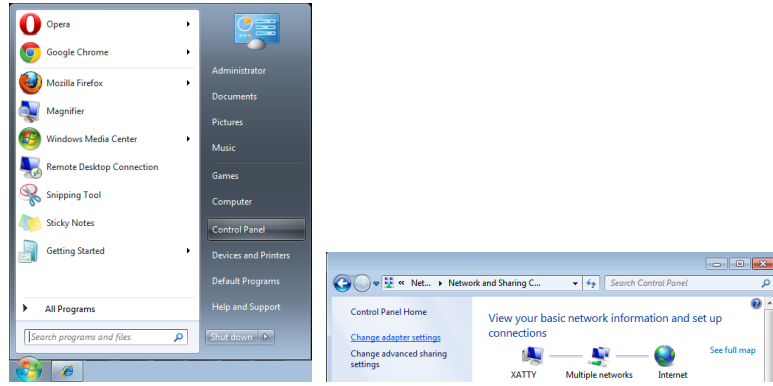 Opera
Google Chrome
Mozilla Firefox
Magnifier
Windows Media Center
Remote Desktop Connection
Snipping Tool
Sticky Notes
Getting Started
All Programs
Search programs and files
Administrator
Documents
Pictures
Music
Games
Computer
Control Panel
Devices and Printers
Default Programs
Help and Support
Shut down
« Net... Network and Sharing C...
Search Control Panel
Control Panel Home
Change adapter settings
Change advanced sharing
settings
View your basic network information and set up
connections
See full map
XATTY Multiple networks Internet